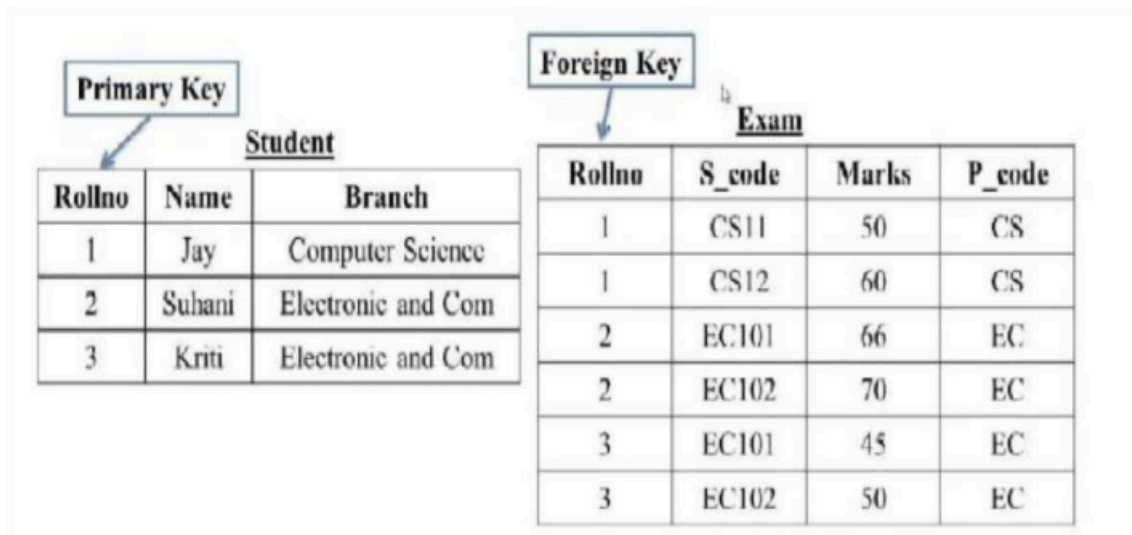 Primary Key
Student
Rollno Name Branch
1 Jay Computer Science
2 Suhani Electronic and Com
3 Kriti Electronic and Com
Foreign Key
Exam
Rollno S_code Marks P_code
1 CS11 50 CS
1 CS12 60 CS
2 EC101 66 EC
2 EC102 70 EC
3 EC101 45 EC
3 EC102 50 EC